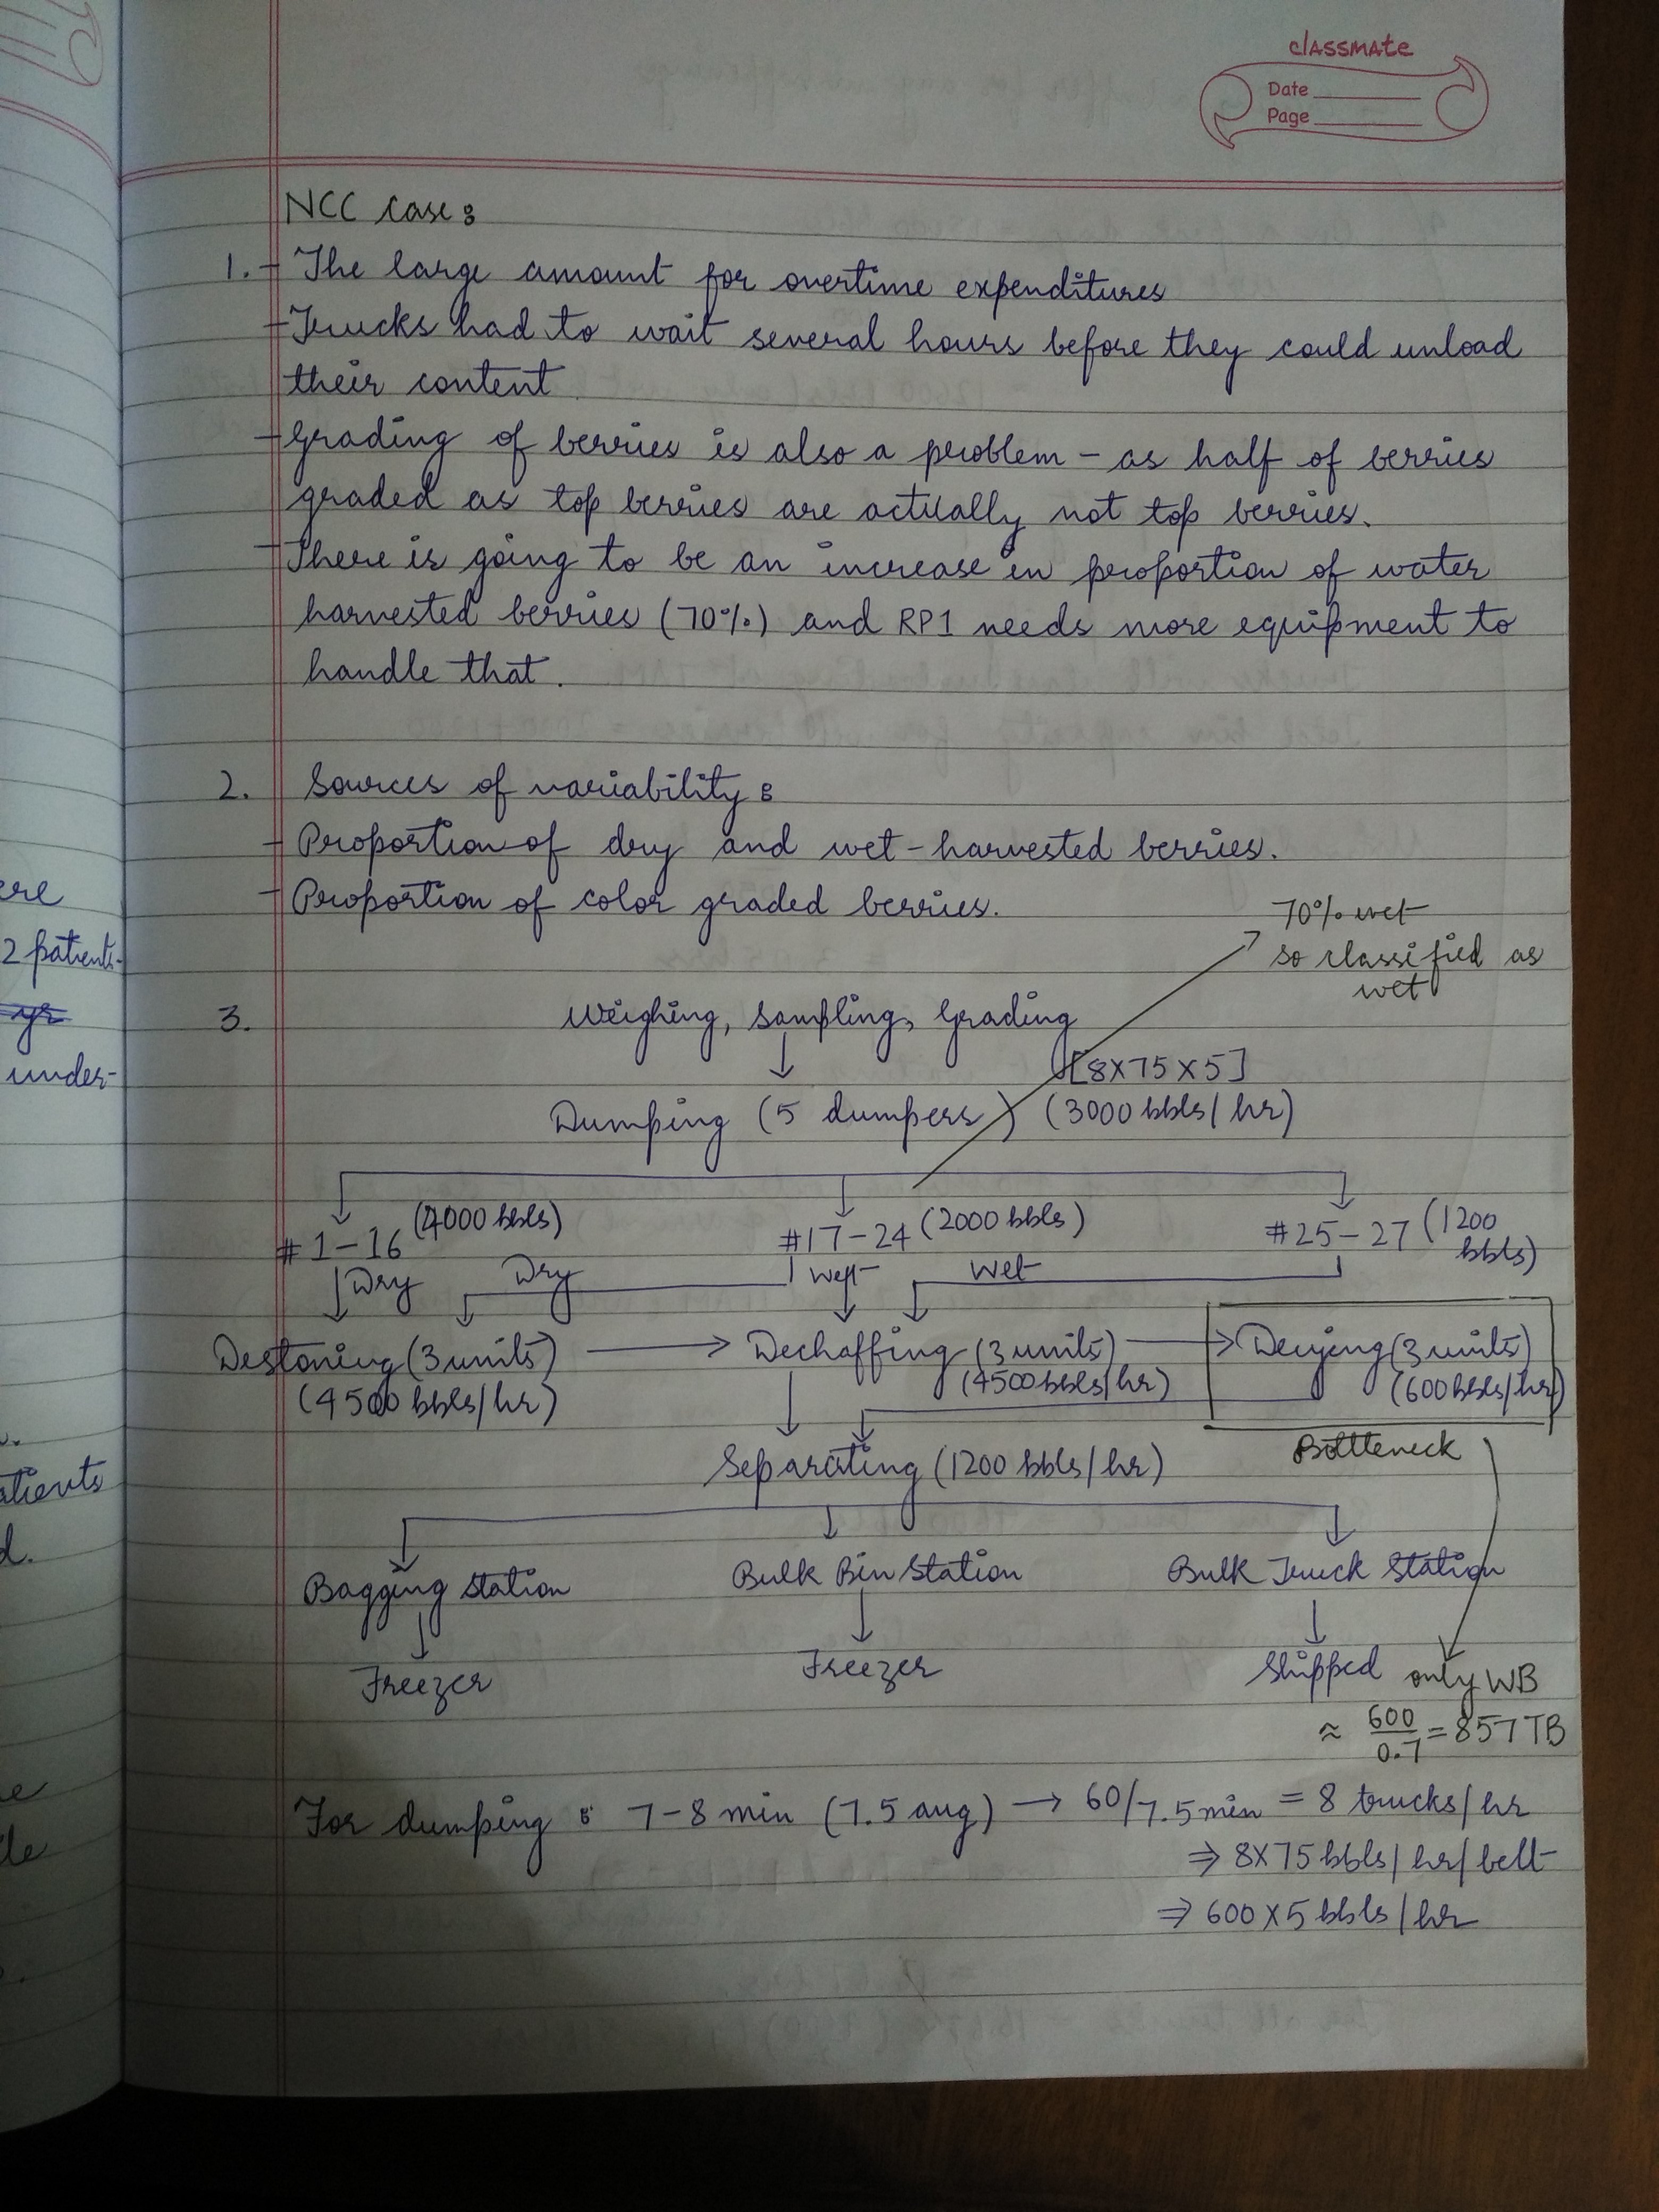 classmate
Date
Page
NCC Case :
1. - The large amount for overtime expenditures
- Trucks had to wait several hours before they could unload
their content
- Grading of berries is also a problem - as half of berries
graded as top berries are actually not top berries.
- There is going to be an increase in proportion of water
harvested berries (70%) and RP1 needs more equipment to
handle that.
2. Sources of variability :
- Proportion of dry and wet-harvested berries.
- Proportion of color graded berries.
70% wet
so classified as
wet
3. Weighing, Sampling, Grading
[8X75X5]
Dumping (5 dumpers) (3000 bbls/hr)
#1-16 (4000 bbls) #17-24 (2000 bbls) #25-27 (1200
bbls)
Dry Dry Wet Wet
Destoning (3 units) Dechaffing (3 units) Drying (3 units)
(4500 bbls/hr) (4500 bbls/hr) (600 bbls/hr)
Bottleneck
Separating (1200 bbls/hr)
Bagging Station Bulk Bin Station Bulk Truck Station
Freezer Freezer Shipped only WB
≈ 600/0.7 = 857 TB
For dumping : 7-8 min (7.5 avg) → 60/7.5 min = 8 trucks/hr
⇒ 8X75 bbls/hr/belt
⇒ 600 X 5 bbls/hr
ere
2 patients-
under-
atients
d.